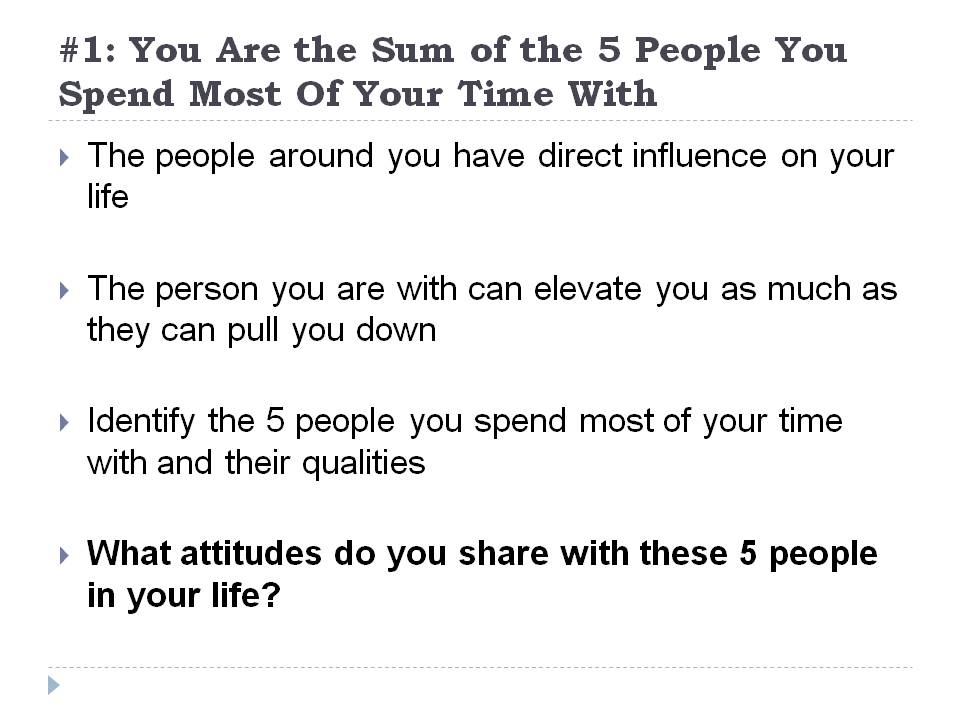 #1: You Are the Sum of the 5 People You
Spend Most Of Your Time With
The people around you have direct influence on your
life
The person you are with can elevate you as much as
they can pull you down
Identify the 5 people you spend most of your time
with and their qualities
What attitudes do you share with these 5 people
in your life?